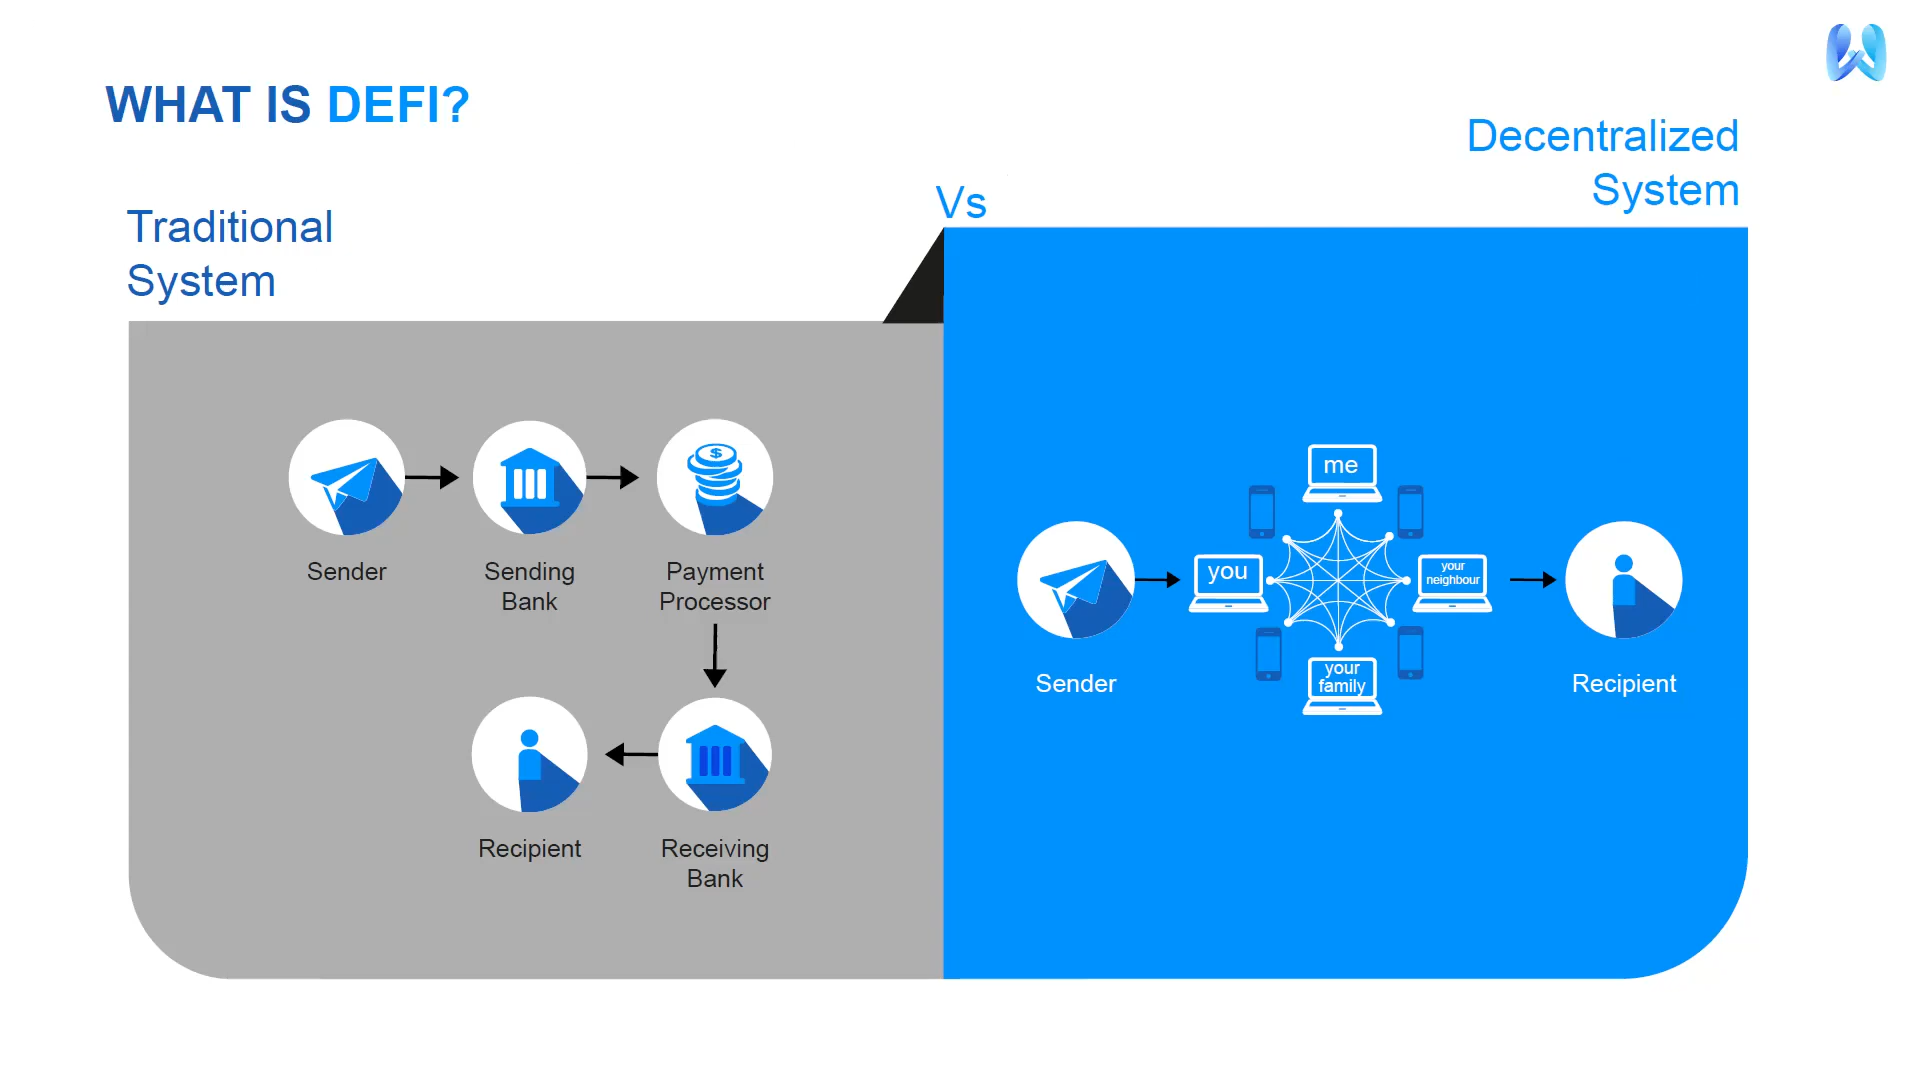 WHAT IS DEFI?
Traditional
System
Vs
Decentralized
System
Sender
Sending
Bank
$
Payment
Processor
Recipient
Receiving
Bank
Sender
me
you
your
neighbour
your
family
Recipient